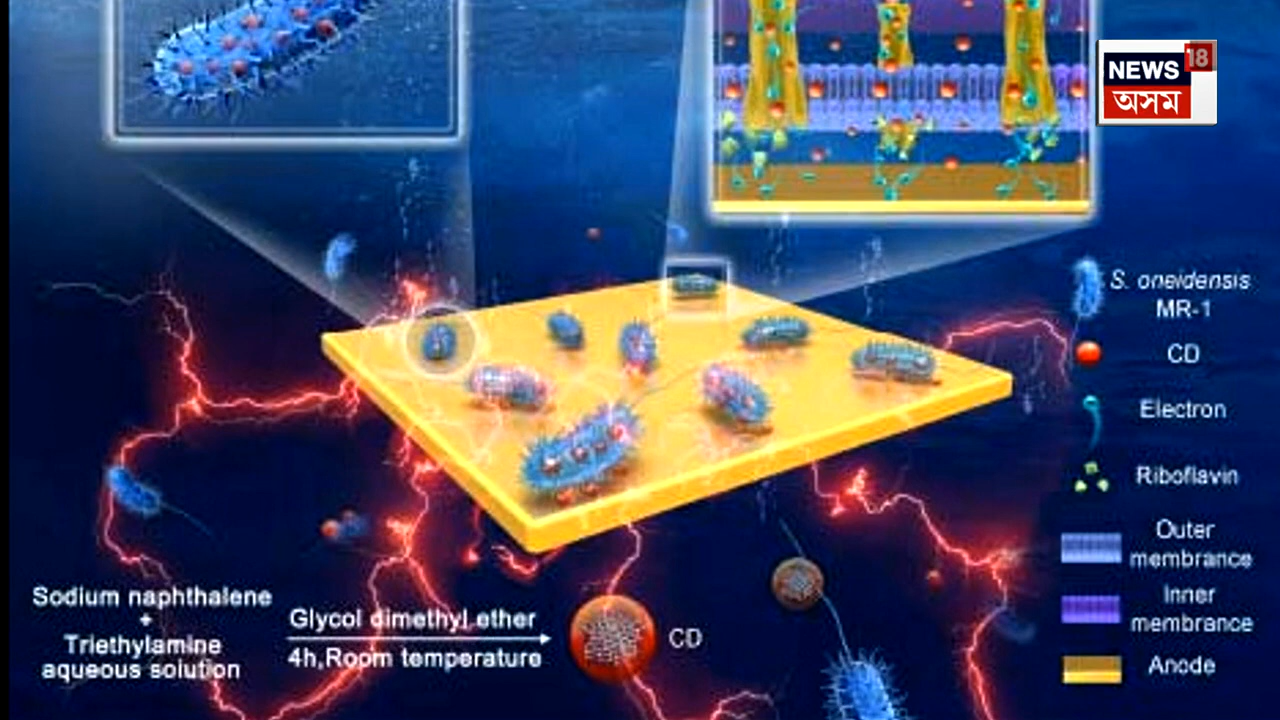 NEWS 18
অসম
S. oneidensis
MR-1
CD
Electron
Riboflavin
Outer
membrance
Inner
membrance
Anode
Sodium naphthalene
+
Triethylamine
aqueous solution
Glycol dimethyl ether
4h,Room temperature
CD